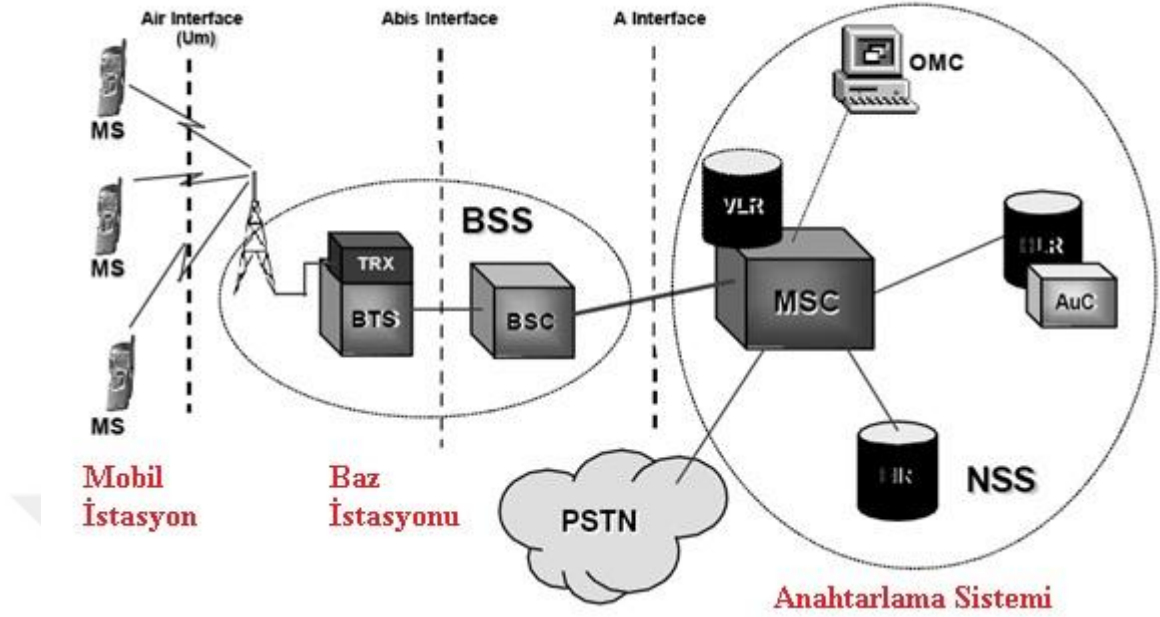 Air Interface
(Um)
Abis Interface
A Interface
OMC
MS
VLR
BSS
HLR
TRX
MS
MSC
AuC
BTS
BSC
MS
NSS
Mobil
İstasyon
Baz
İstasyonu
PSTN
Anahtarlama Sistemi